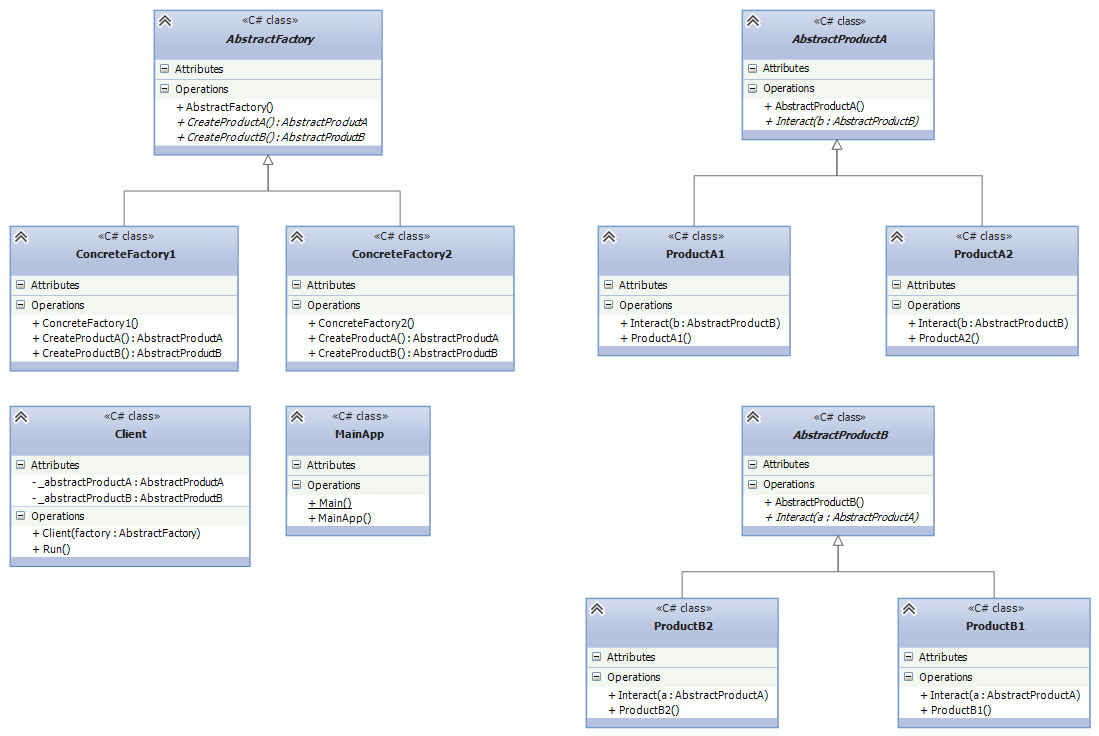 «C# class»
AbstractFactory
Attributes
Operations
+ AbstractFactory()
+ CreateProductA() : AbstractProductA
+ CreateProductB() : AbstractProductB
«C# class»
AbstractProductA
Attributes
Operations
+ AbstractProductA()
+ Interact(b : AbstractProductB)
«C# class»
ConcreteFactory1
Attributes
Operations
+ ConcreteFactory1()
+ CreateProductA() : AbstractProductA
+ CreateProductB() : AbstractProductB
«C# class»
ConcreteFactory2
Attributes
Operations
+ ConcreteFactory2()
+ CreateProductA() : AbstractProductA
+ CreateProductB() : AbstractProductB
«C# class»
ProductA1
Attributes
Operations
+ Interact(b : AbstractProductB)
+ ProductA1()
«C# class»
ProductA2
Attributes
Operations
+ Interact(b : AbstractProductB)
+ ProductA2()
«C# class»
Client
Attributes
- _abstractProductA : AbstractProductA
- _abstractProductB : AbstractProductB
Operations
+ Client(factory : AbstractFactory)
+ Run()
«C# class»
MainApp
Attributes
Operations
+ Main()
+ MainApp()
«C# class»
AbstractProductB
Attributes
Operations
+ AbstractProductB()
+ Interact(a : AbstractProductA)
«C# class»
ProductB2
Attributes
Operations
+ Interact(a : AbstractProductA)
+ ProductB2()
«C# class»
ProductB1
Attributes
Operations
+ Interact(a : AbstractProductA)
+ ProductB1()